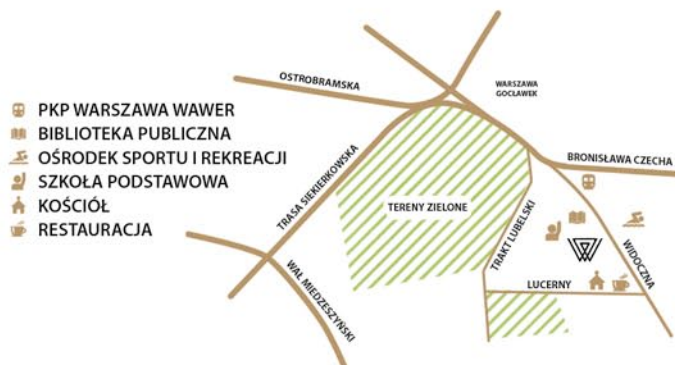 PKP WARSZAWA WAWER
BIBLIOTEKA PUBLICZNA
OŚRODEK SPORTU I REKREACJI
SZKOŁA PODSTAWOWA
KOŚCIÓŁ
RESTAURACJA
OSTROBRAMSKA
WARSZAWA
GOCŁAWEK
BRONISŁAWA CZECHA
TRASA SIEKIERKOWSKA
TERENY ZIELONE
TRAKT LUBELSKI
WIDOCZNA
WAŁ MIEDZESZYŃSKI
LUCERNY